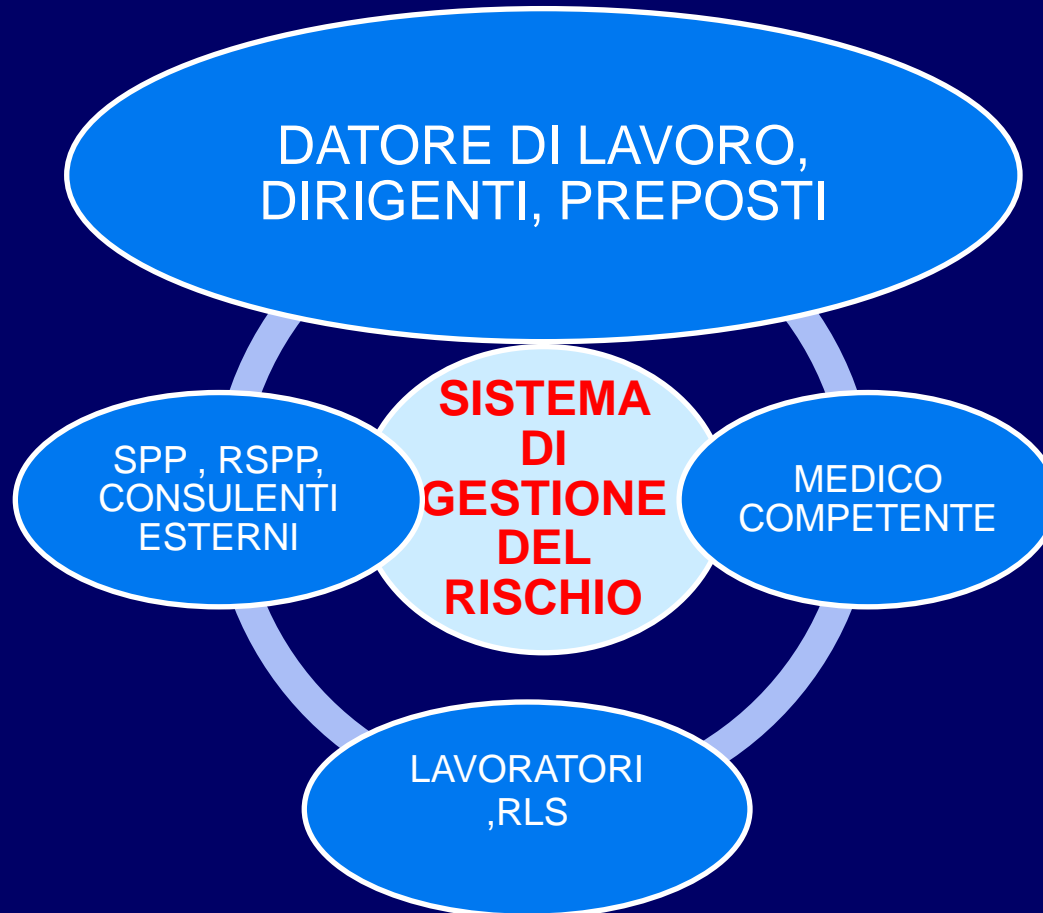 DATORE DI LAVORO,
DIRIGENTI, PREPOSTI
SISTEMA
DI
GESTIONE
DEL
RISCHIO
SPP , RSPP,
CONSULENTI
ESTERNI
MEDICO
COMPETENTE
LAVORATORI
,RLS